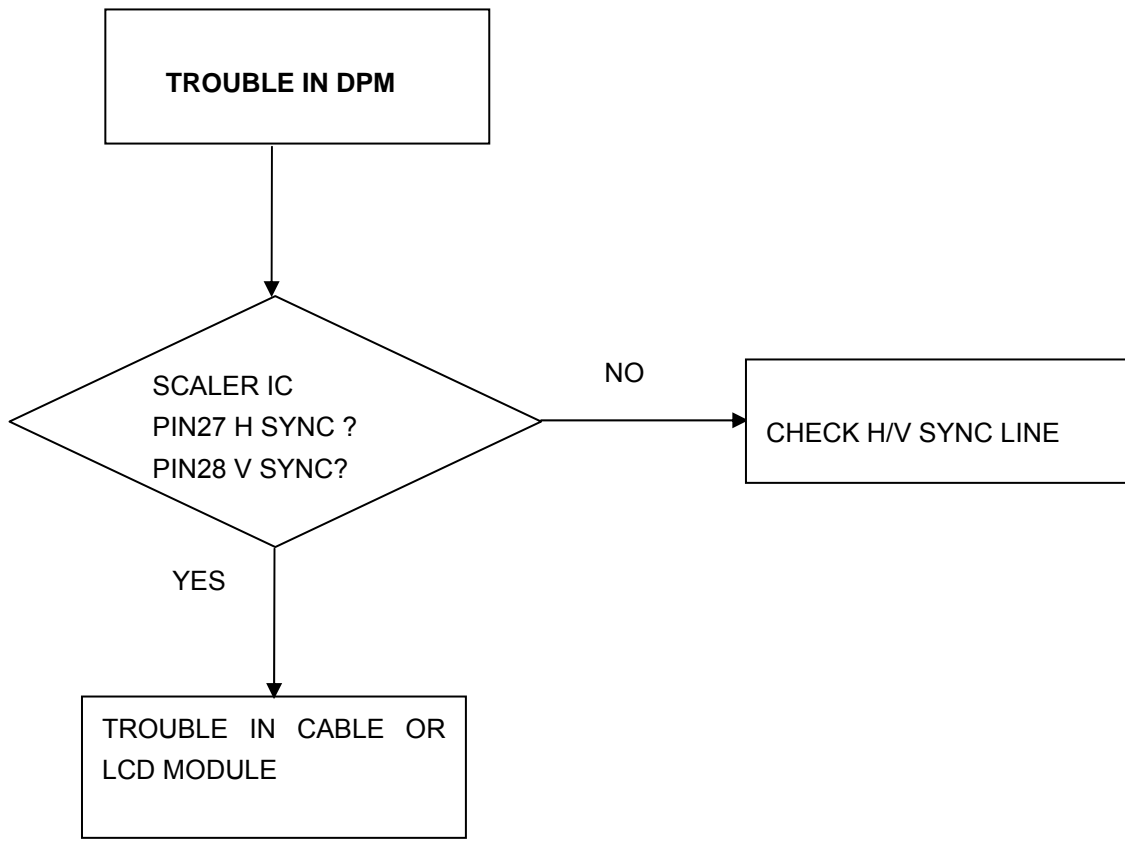 TROUBLE IN DPM
SCALER IC
PIN27 H SYNC ?
PIN28 V SYNC?
NO
CHECK H/V SYNC LINE
YES
TROUBLE IN CABLE OR
LCD MODULE